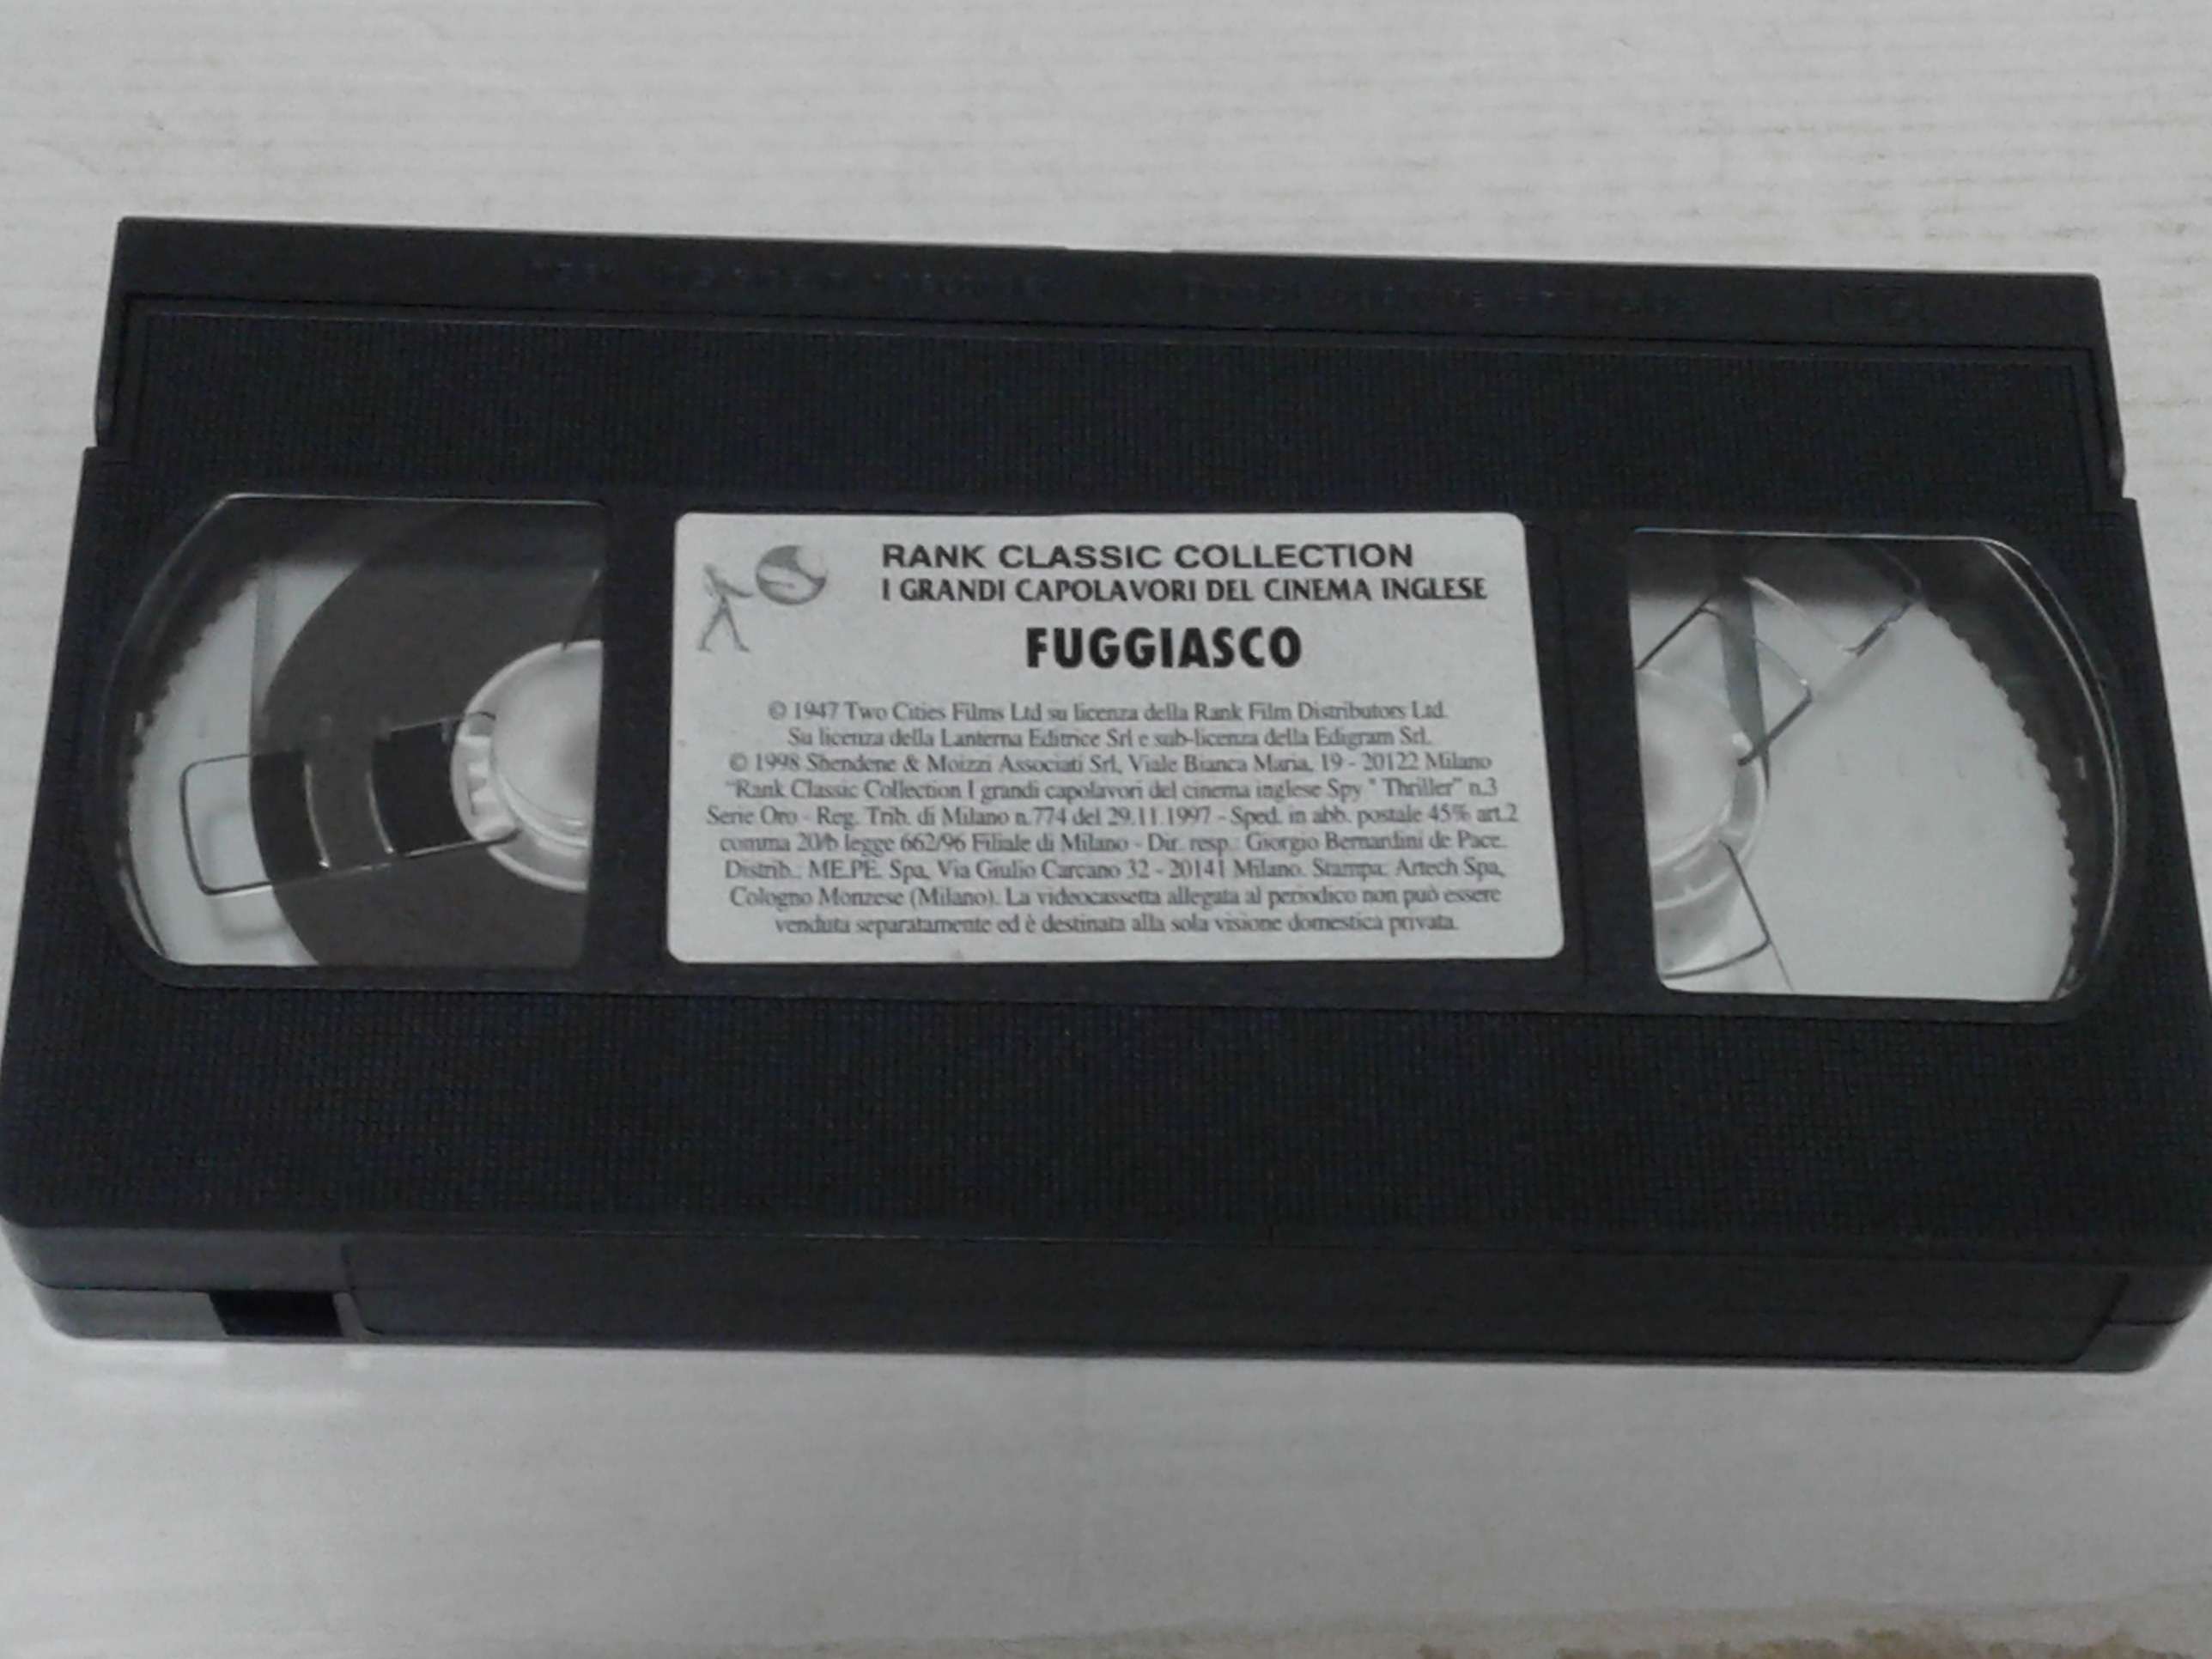 RANK CLASSIC COLLECTION
I GRANDI CAPOLAVORI DEL CINEMA INGLESE
FUGGIASCO
© 1947 Two Cities Films Ltd su licenza della Rank Film Distributors Ltd.
Su licenza della Lanterna Editrice Srl e sub-licenza della Edigram Srl.
© 1998 Shendene & Moizzi Associati Srl, Viale Bianca Maria, 19 - 20122 Milano
"Rank Classic Collection I grandi capolavori del cinema inglese Spy " Thriller" n.3
Serie Oro - Reg. Trib. di Milano n.774 del 29.11.1997 - Sped. in abb. postale 45% art.2
comma 20/b legge 662/96 Filiale di Milano - Dir. resp.: Giorgio Bernardini de Pace.
Distrib.: ME.PE. Spa, Via Giulio Carcano 32 - 20141 Milano. Stampa: Artech Spa,
Cologno Monzese (Milano). La videocassetta allegata al periodico non può essere
venduta separatamente ed è destinata alla sola visione domestica privata.